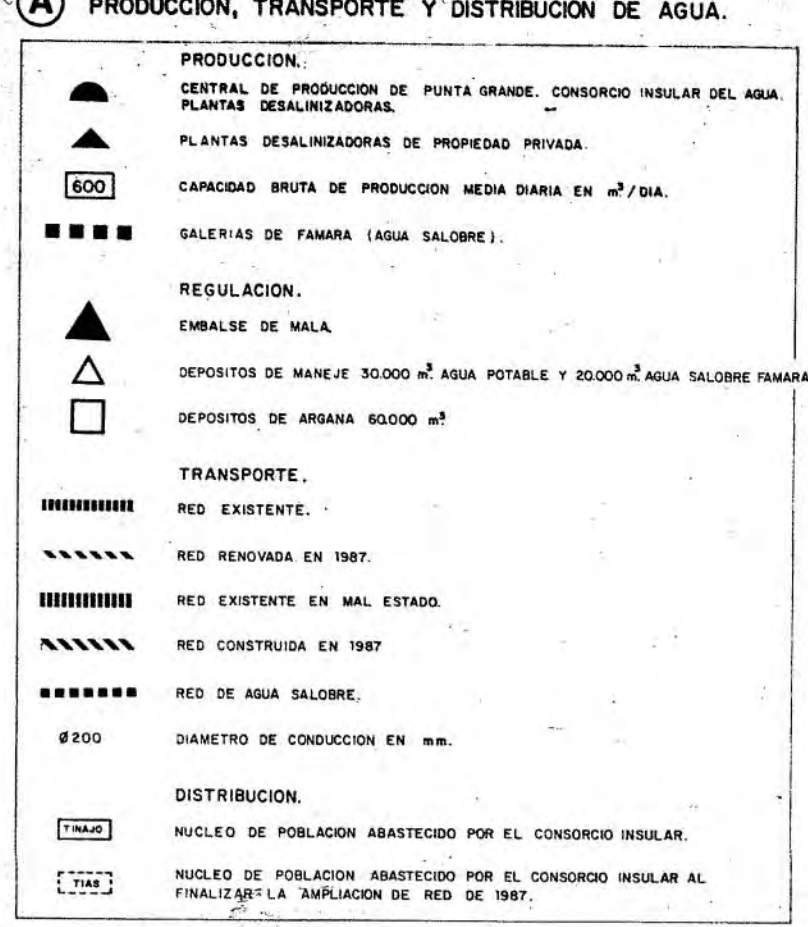 A PRODUCCION, TRANSPORTE Y DISTRIBUCION DE AGUA.
PRODUCCION.
CENTRAL DE PRODUCCION DE PUNTA GRANDE. CONSORCIO INSULAR DEL AGUA.
PLANTAS DESALINIZADORAS.
PLANTAS DESALINIZADORAS DE PROPIEDAD PRIVADA.
600 CAPACIDAD BRUTA DE PRODUCCION MEDIA DIARIA EN m³/DIA.
GALERIAS DE FAMARA (AGUA SALOBRE).
REGULACION.
EMBALSE DE MALA.
DEPOSITOS DE MANEJE 30.000 m³. AGUA POTABLE Y 20.000 m³. AGUA SALOBRE FAMARA
DEPOSITOS DE ARGANA 60.000 m³.
TRANSPORTE.
RED EXISTENTE.
RED RENOVADA EN 1987.
RED EXISTENTE EN MAL ESTADO.
RED CONSTRUIDA EN 1987
RED DE AGUA SALOBRE.
Ø200 DIAMETRO DE CONDUCCION EN mm.
DISTRIBUCION.
TINAJO NUCLEO DE POBLACION ABASTECIDO POR EL CONSORCIO INSULAR.
TIAS NUCLEO DE POBLACION ABASTECIDO POR EL CONSORCIO INSULAR AL
FINALIZAR LA AMPLIACION DE RED DE 1987.